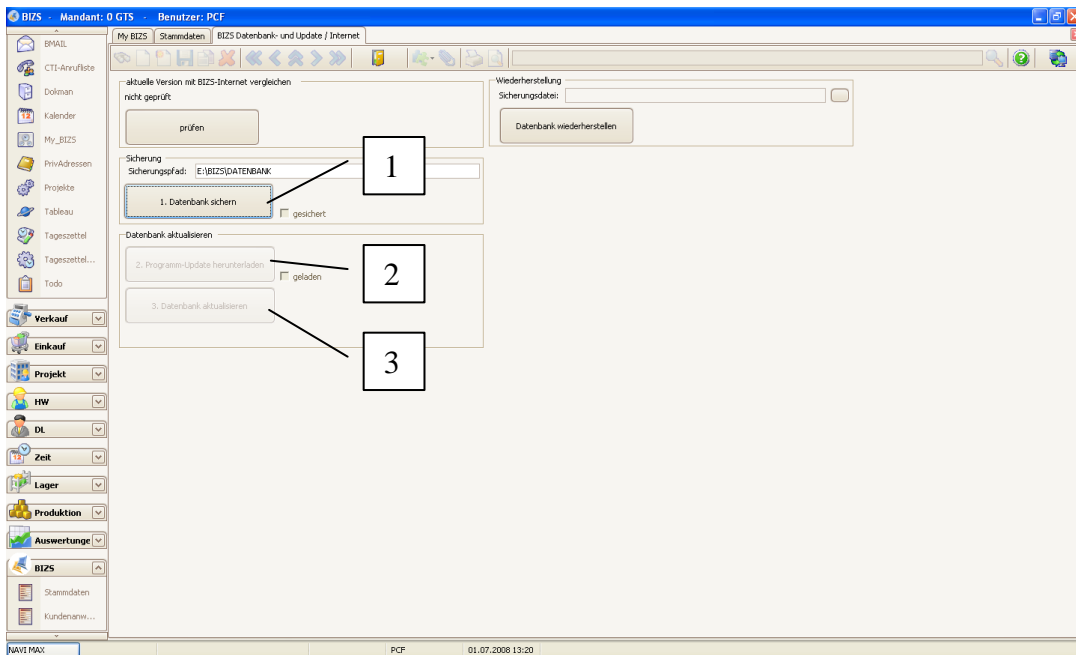 BIZS - Mandant: 0 GTS - Benutzer: PCF
My BIZS Stammdaten BIZS Datenbank- und Update / Internet
BMAIL
CTI-Anrufliste
Dokman
Kalender
My_BIZS
PrivAdressen
Projekte
Tableau
Tageszettel
Tageszettel...
Todo
Verkauf
Einkauf
Projekt
HW
DL
Zeit
Lager
Produktion
Auswertunge
BIZS
Stammdaten
Kundenanw...
aktuelle Version mit BIZS-Internet vergleichen
nicht geprüft
prüfen
Sicherung
Sicherungspfad: E:\BIZS\DATENBANK
1. Datenbank sichern
gesichert
1
Datenbank aktualisieren
2. Programm-Update herunterladen
geladen
2
3. Datenbank aktualisieren
3
Wiederherstellung
Sicherungsdatei:
Datenbank wiederherstellen
NAVI MAX PCF 01.07.2008 13:20